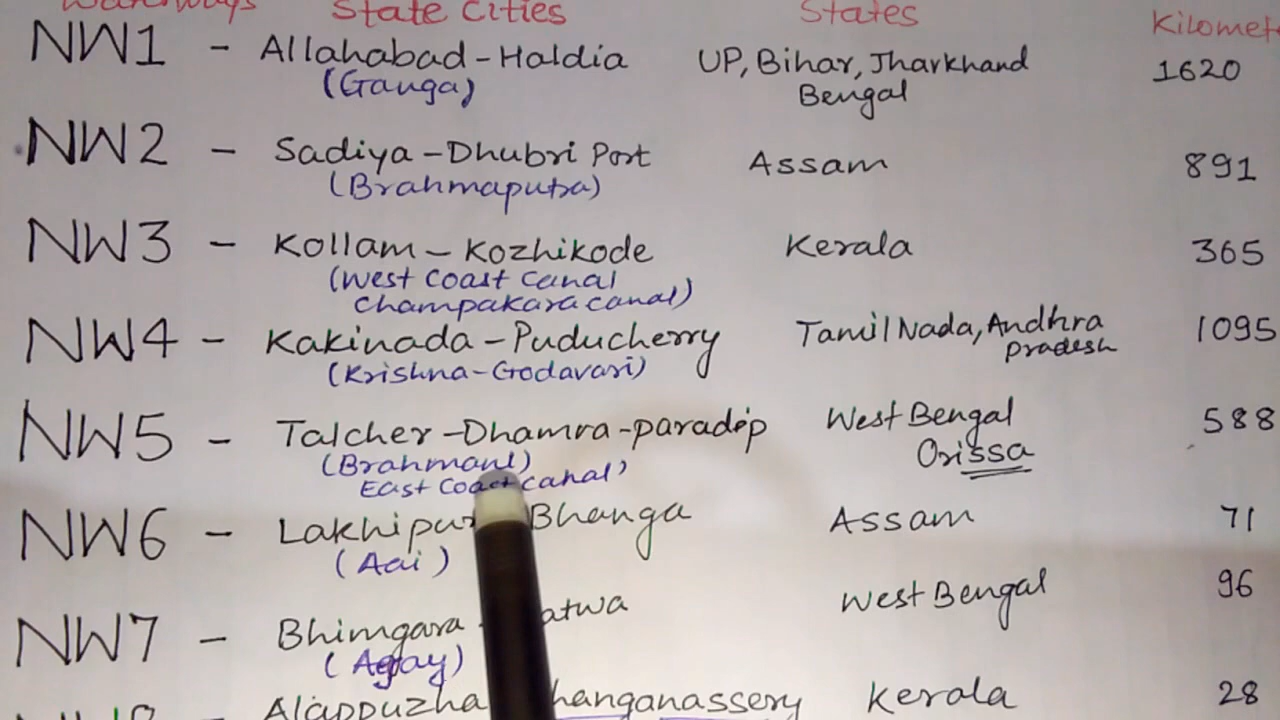 State Cities States
NW1 - Allahabad - Haldia UP, Bihar, Jharkhand 1620
(Ganga) Bengal
NW2 - Sadiya - Dhubri Port Assam 891
(Brahmaputra)
NW3 - Kollam - Kozhikode Kerala 365
(West Coast Canal
Champakara canal)
NW4 - Kakinada - Puducherry Tamil Nada, Andhra 1095
(Krishna - Godavari) Pradesh
NW5 - Talcher - Dhamra - paradip West Bengal 588
(Brahmani) Orissa
East Coast canal)
NW6 - Lakhipur Bhanga Assam 71
(Aai)
NW7 - Bhimgara West Bengal 96
(Agay)
Alappuzha Kerala 28